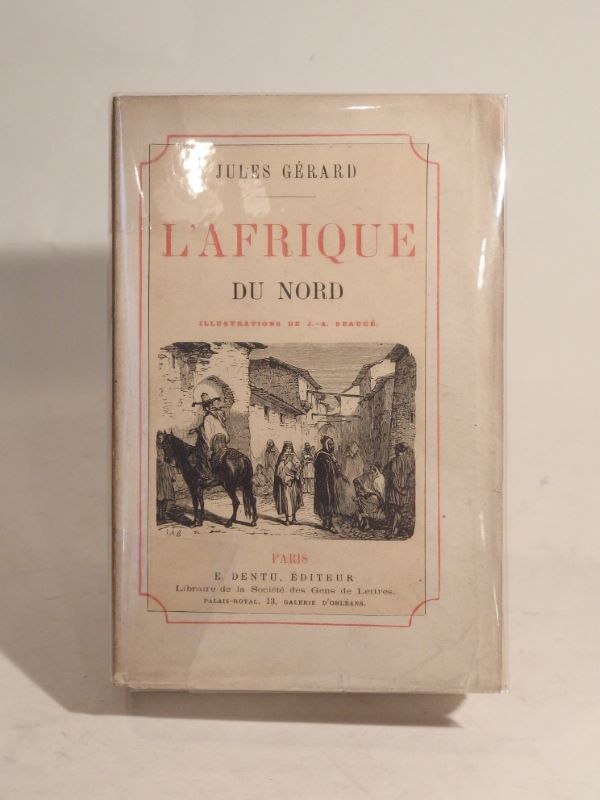 JULES GÉRARD
L'AFRIQUE
DU NORD
ILLUSTRATIONS DE J.-A. BEAUCÉ.
J.A.B
PARIS
E. DENTU, ÉDITEUR
Libraire de la Société des Gens de Lettres,
PALAIS-ROYAL, 13, GALERIE D'ORLÉANS.